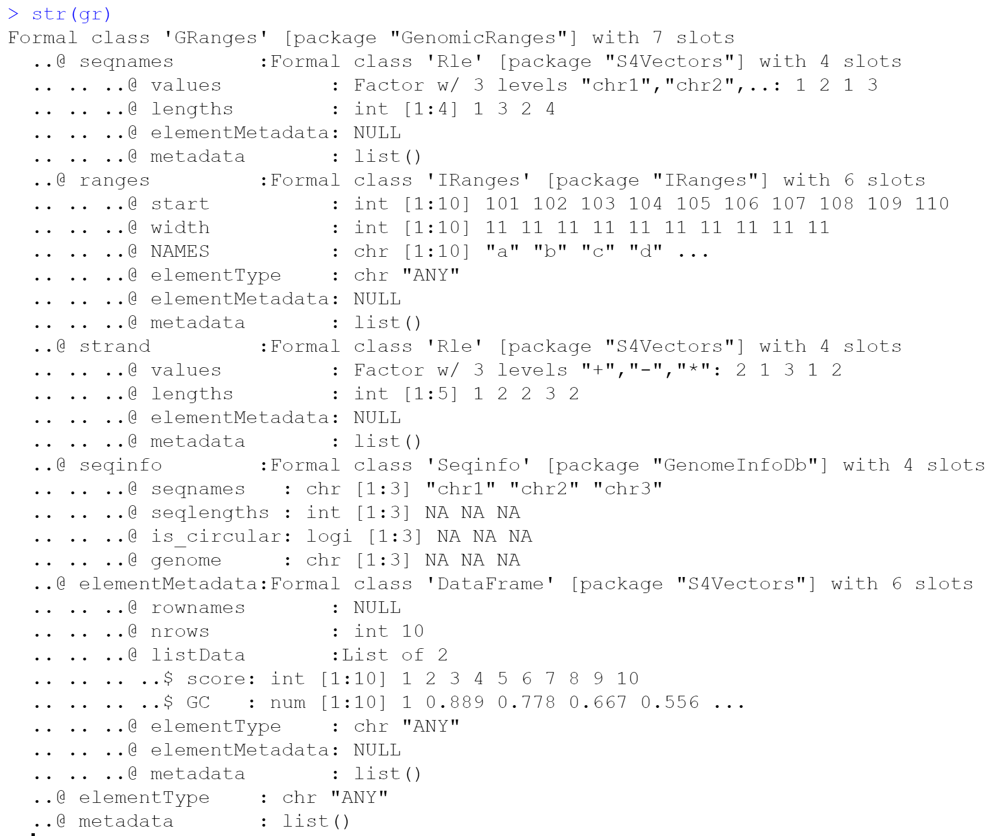 > str(gr)
Formal class 'GRanges' [package "GenomicRanges"] with 7 slots
  ..@ seqnames       :Formal class 'Rle' [package "S4Vectors"] with 4 slots
  .. .. ..@ values         : Factor w/ 3 levels "chr1","chr2",..: 1 2 1 3
  .. .. ..@ lengths        : int [1:4] 1 3 2 4
  .. .. ..@ elementMetadata: NULL
  .. .. ..@ metadata       : list()
  ..@ ranges         :Formal class 'IRanges' [package "IRanges"] with 6 slots
  .. .. ..@ start          : int [1:10] 101 102 103 104 105 106 107 108 109 110
  .. .. ..@ width          : int [1:10] 11 11 11 11 11 11 11 11 11 11
  .. .. ..@ NAMES          : chr [1:10] "a" "b" "c" "d" ...
  .. .. ..@ elementType    : chr "ANY"
  .. .. ..@ elementMetadata: NULL
  .. .. ..@ metadata       : list()
  ..@ strand         :Formal class 'Rle' [package "S4Vectors"] with 4 slots
  .. .. ..@ values         : Factor w/ 3 levels "+","-","*": 2 1 3 1 2
  .. .. ..@ lengths        : int [1:5] 1 2 2 3 2
  .. .. ..@ elementMetadata: NULL
  .. .. ..@ metadata       : list()
  ..@ seqinfo        :Formal class 'Seqinfo' [package "GenomeInfoDb"] with 4 slots
  .. .. ..@ seqnames   : chr [1:3] "chr1" "chr2" "chr3"
  .. .. ..@ seqlengths : int [1:3] NA NA NA
  .. .. ..@ is_circular: logi [1:3] NA NA NA
  .. .. ..@ genome     : chr [1:3] NA NA NA
  ..@ elementMetadata:Formal class 'DataFrame' [package "S4Vectors"] with 6 slots
  .. .. ..@ rownames       : NULL
  .. .. ..@ nrows          : int 10
  .. .. ..@ listData       :List of 2
  .. .. .. ..$ score: int [1:10] 1 2 3 4 5 6 7 8 9 10
  .. .. .. ..$ GC   : num [1:10] 1 0.889 0.778 0.667 0.556 ...
  .. .. ..@ elementType    : chr "ANY"
  .. .. ..@ elementMetadata: NULL
  .. .. ..@ metadata       : list()
  ..@ elementType    : chr "ANY"
  ..@ metadata       : list()